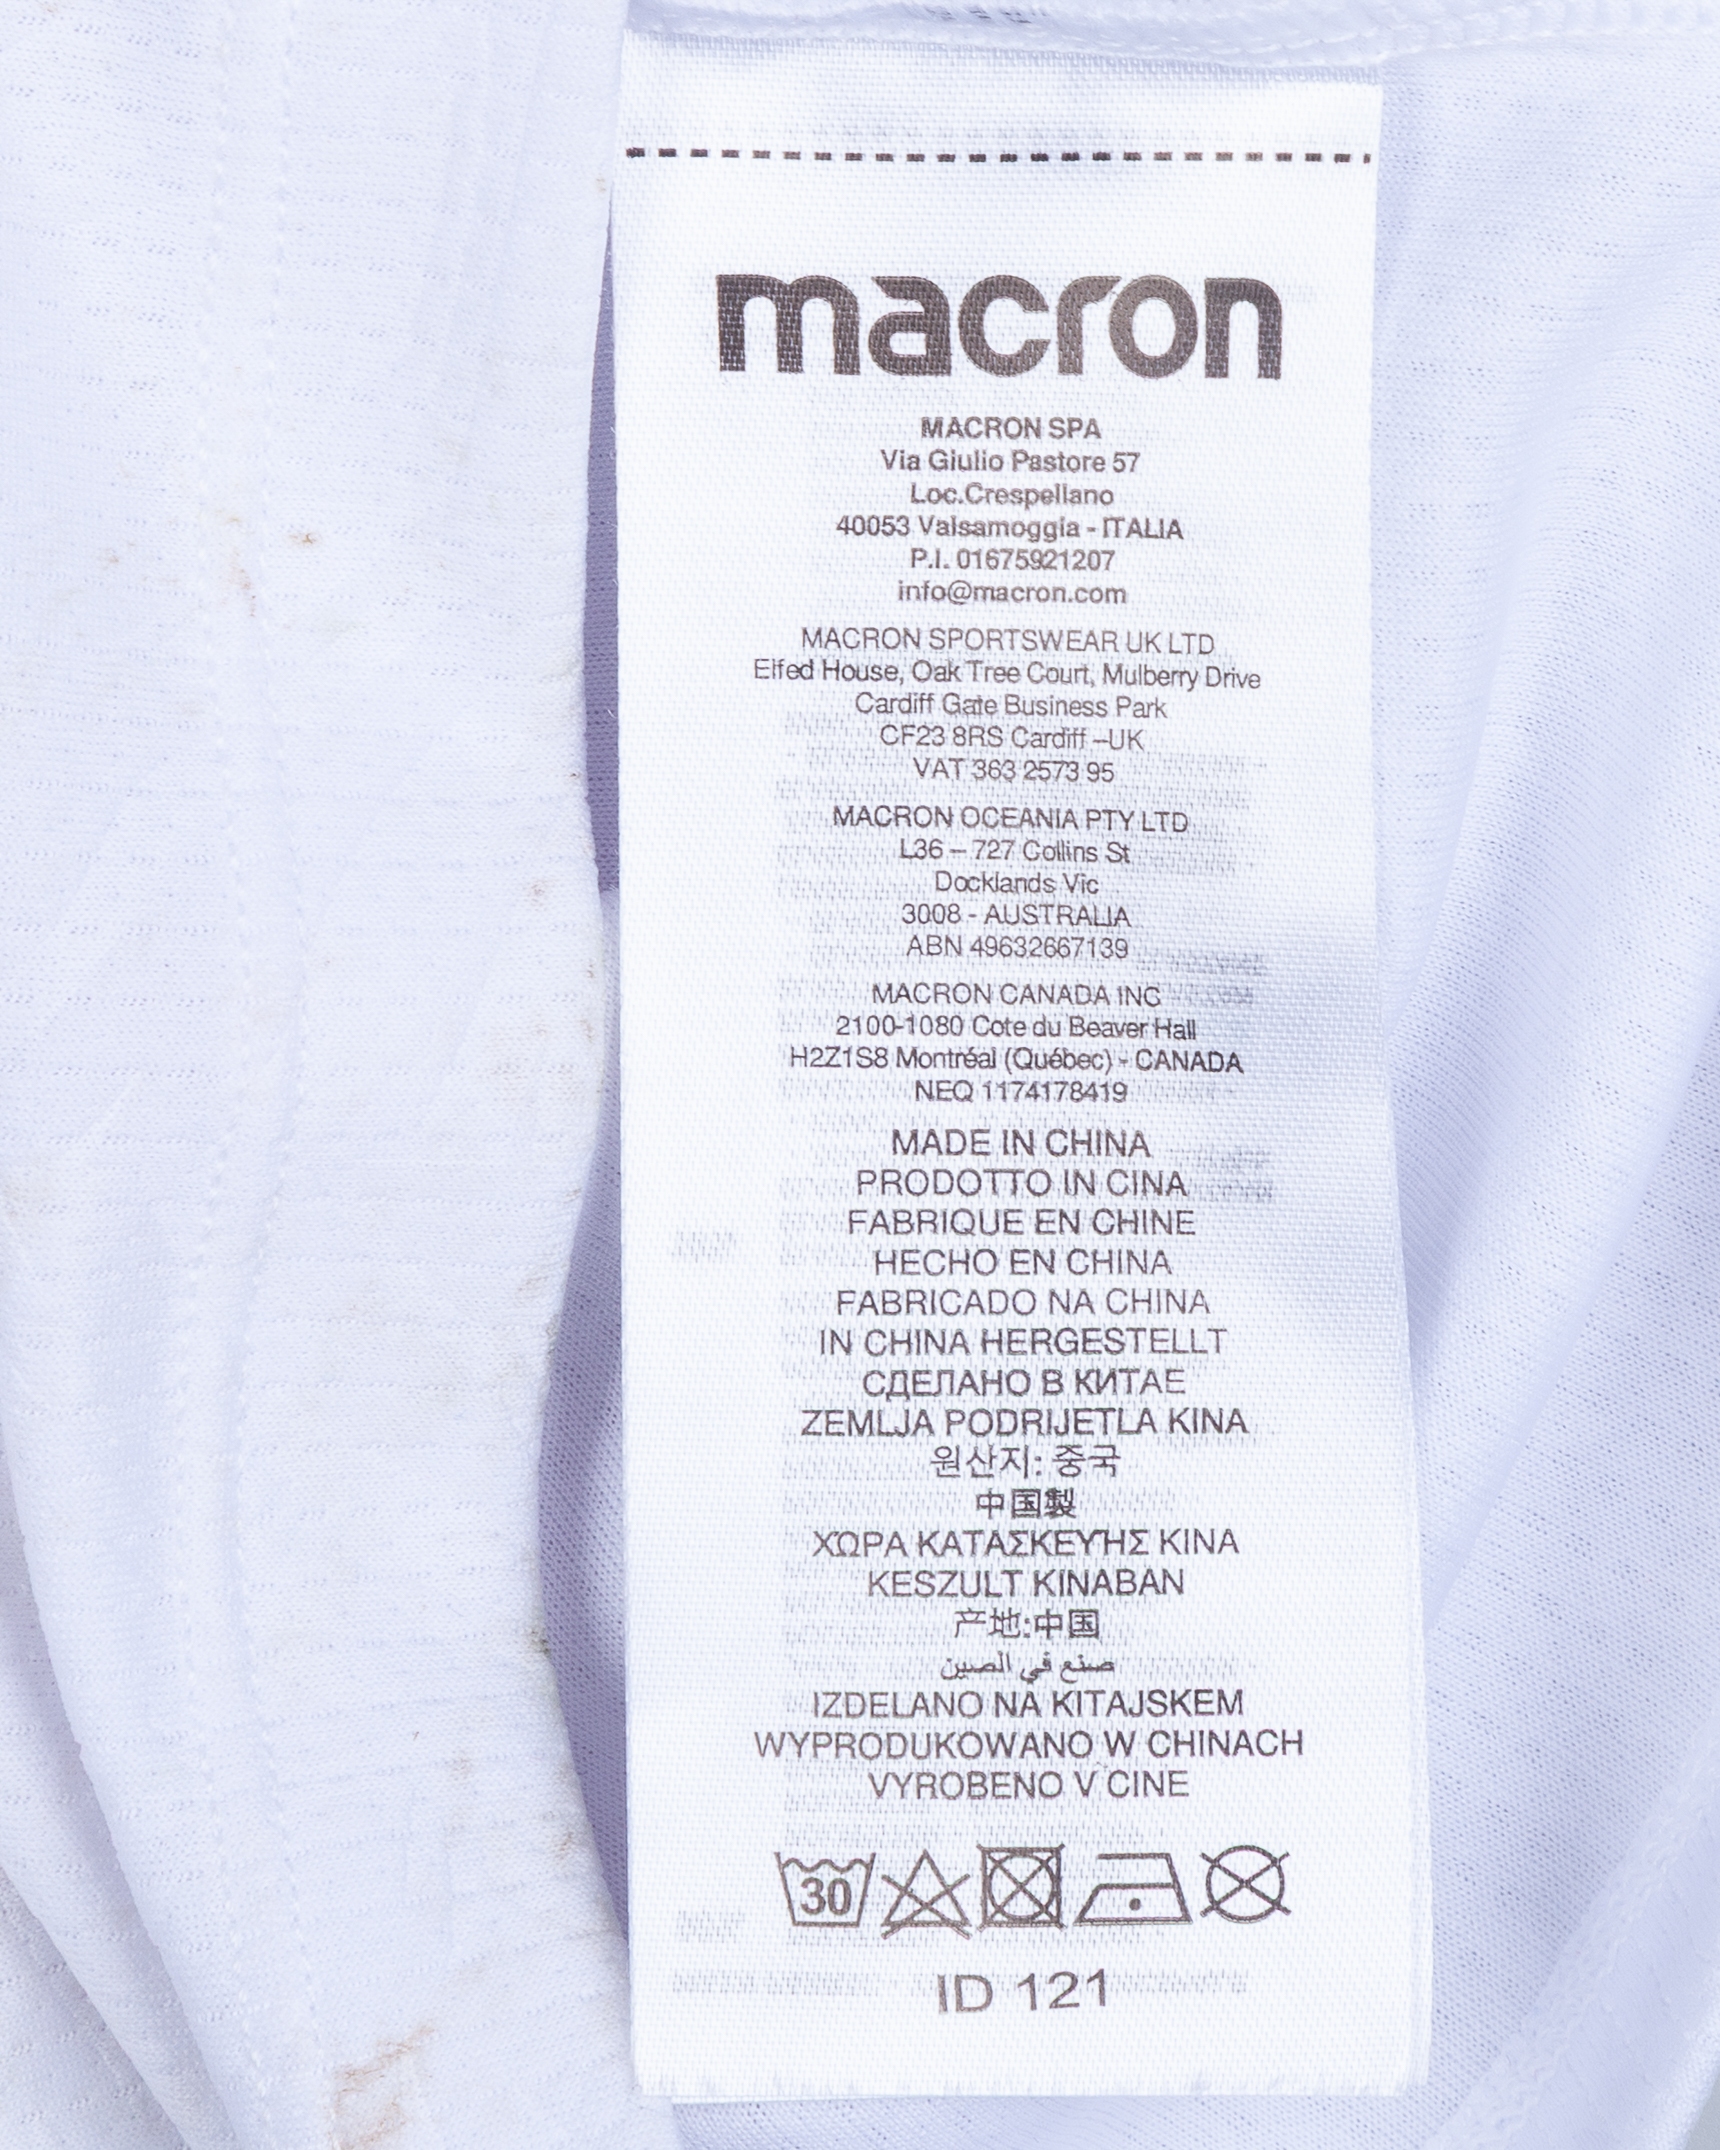 macron
MACRON SPA
Via Giulio Pastore 57
Loc.Crespellano
40053 Valsamoggia - ITALIA
P.I. 01675921207
info@macron.com
MACRON SPORTSWEAR UK LTD
Elfed House, Oak Tree Court, Mulberry Drive
Cardiff Gate Business Park
CF23 8RS Cardiff –UK
VAT 363 2573 95
MACRON OCEANIA PTY LTD
L36 – 727 Collins St
Docklands Vic
3008 - AUSTRALIA
ABN 49632667139
MACRON CANADA INC
2100-1080 Cote du Beaver Hall
H2Z1S8 Montréal (Québec) - CANADA
NEQ 1174178419
MADE IN CHINA
PRODOTTO IN CINA
FABRIQUE EN CHINE
HECHO EN CHINA
FABRICADO NA CHINA
IN CHINA HERGESTELLT
СДЕЛАНО В КИТАЕ
ZEMLJA PODRIJETLA KINA
원산지: 중국
中国製
ΧΏΡΑ ΚΑΤΑΣΚΕΥΉΣ ΚΙΝΑ
KESZULT KINABAN
产地:中国
صنع في الصين
IZDELANO NA KITAJSKEM
WYPRODUKOWANO W CHINACH
VYROBENO V CINE
30
ID 121